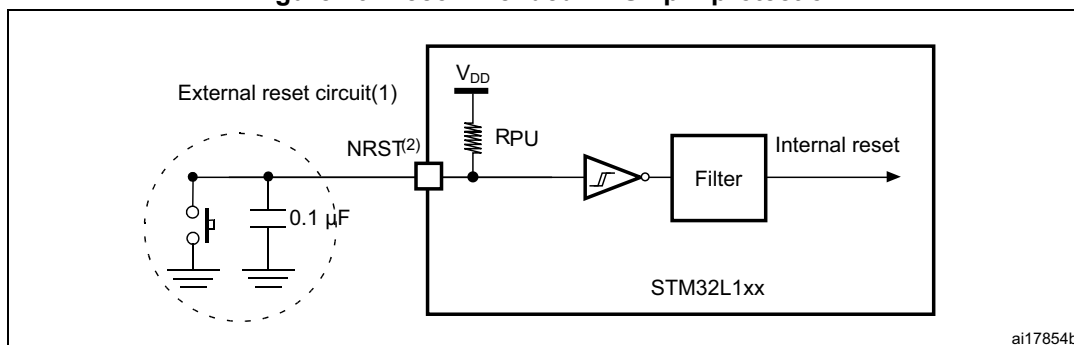 External reset circuit(1)
VDD
NRST(2)
RPU
Filter
Internal reset
0.1 µF
STM32L1xx
ai17854b